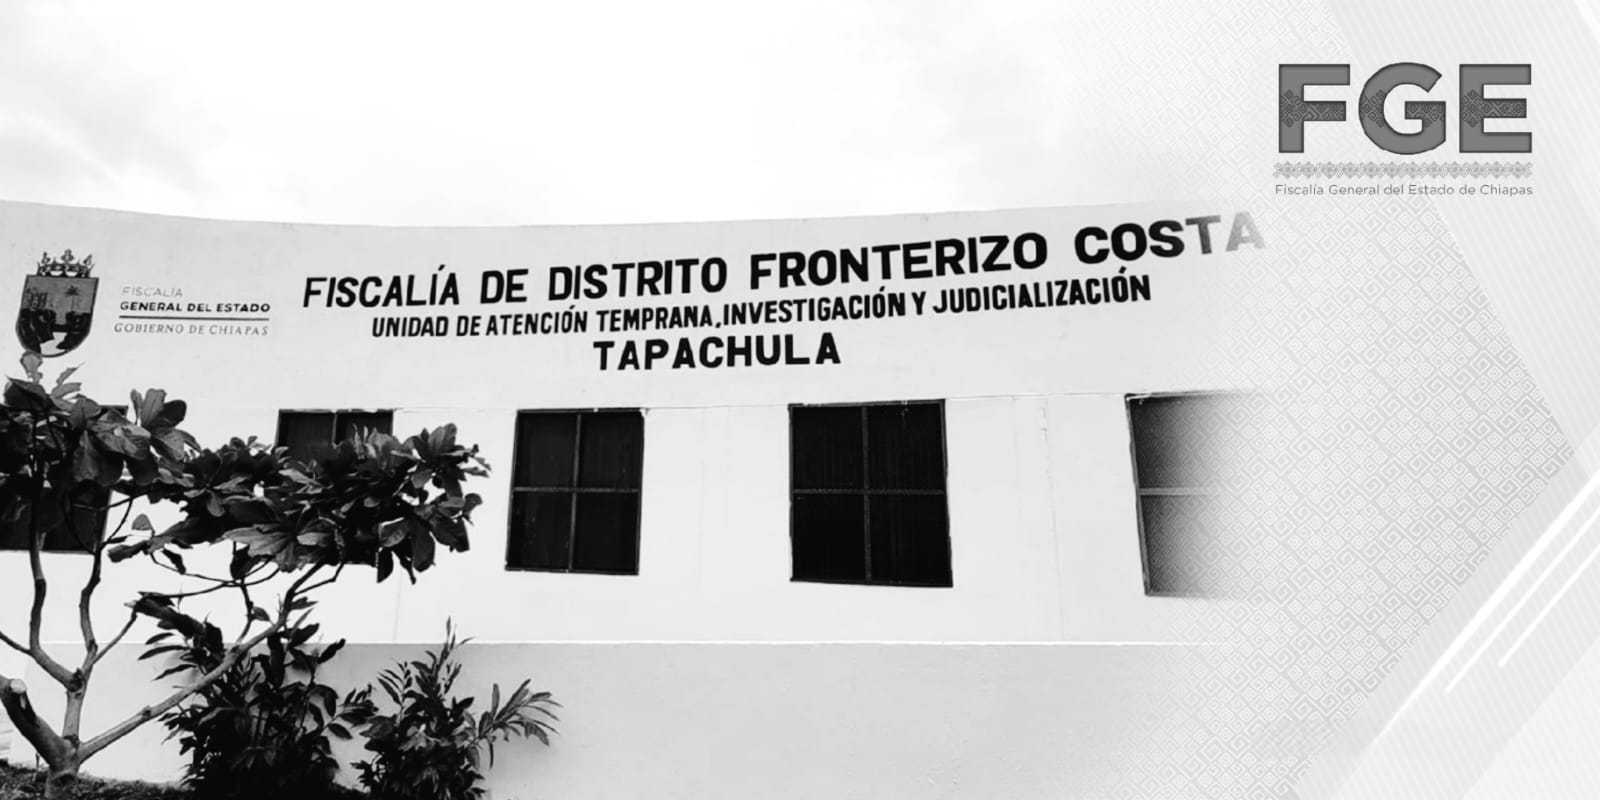 FGE
Fiscalía General del Estado de Chiapas
FISCALÍA
GENERAL DEL ESTADO
GOBIERNO DE CHIAPAS
FISCALÍA DE DISTRITO FRONTERIZO COSTA
UNIDAD DE ATENCIÓN TEMPRANA,INVESTIGACIÓN Y JUDICIALIZACIÓN
TAPACHULA